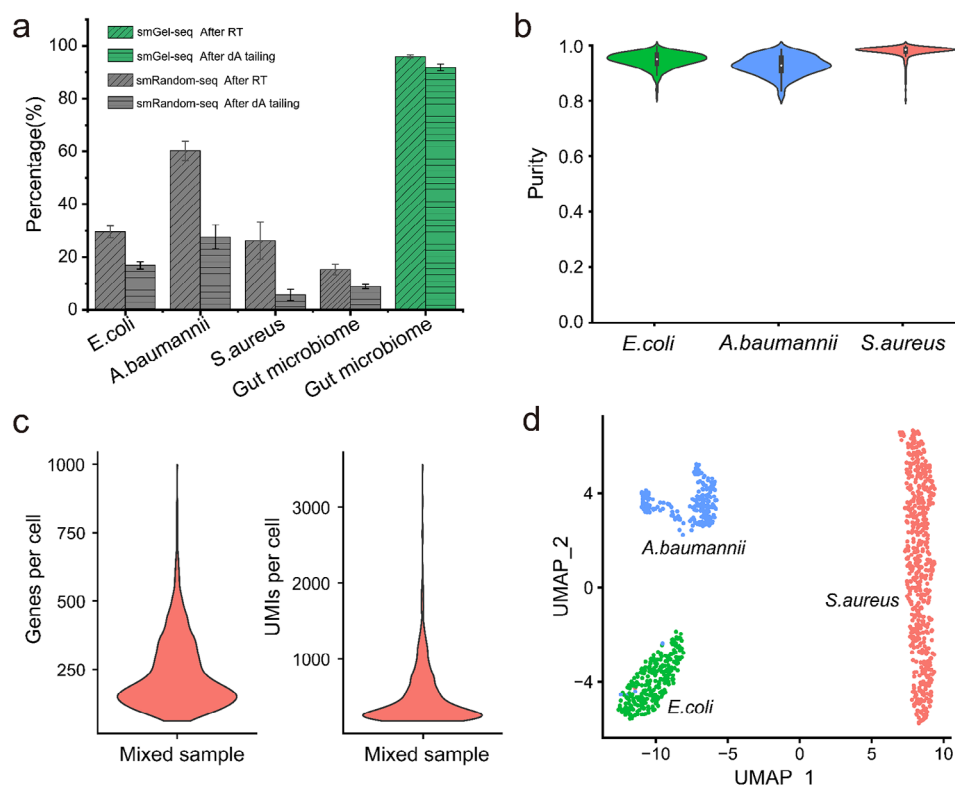 a
smGel-seq After RT
smGel-seq After dA tailing
smRandom-seq After RT
smRandom-seq After dA tailing
Percentage(%)
100
80
60
40
20
0
E.coli
A.baumannii
S.aureus
Gut microbiome
Gut microbiome
b
Purity
1.0
0.8
0.6
0.4
0.2
0.0
E.coli
A.baumannii
S.aureus
c
Genes per cell
1000
750
500
250
Mixed sample
UMIs per cell
3000
2000
1000
Mixed sample
d
UMAP_2
4
0
−4
A.baumannii
S.aureus
E.coli
−10
−5
0
5
10
UMAP_1